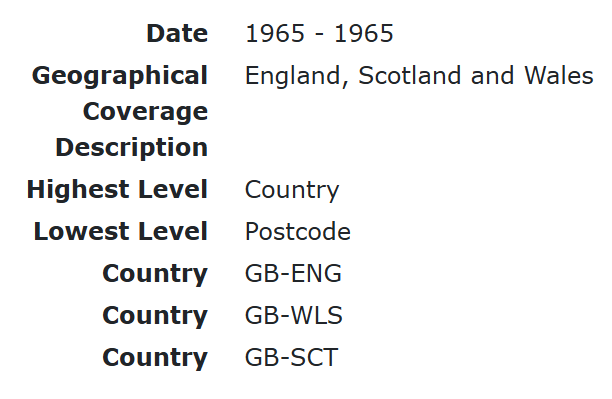 Date 1965 - 1965
Geographical England, Scotland and Wales
Coverage
Description
Highest Level Country
Lowest Level Postcode
Country GB-ENG
Country GB-WLS
Country GB-SCT